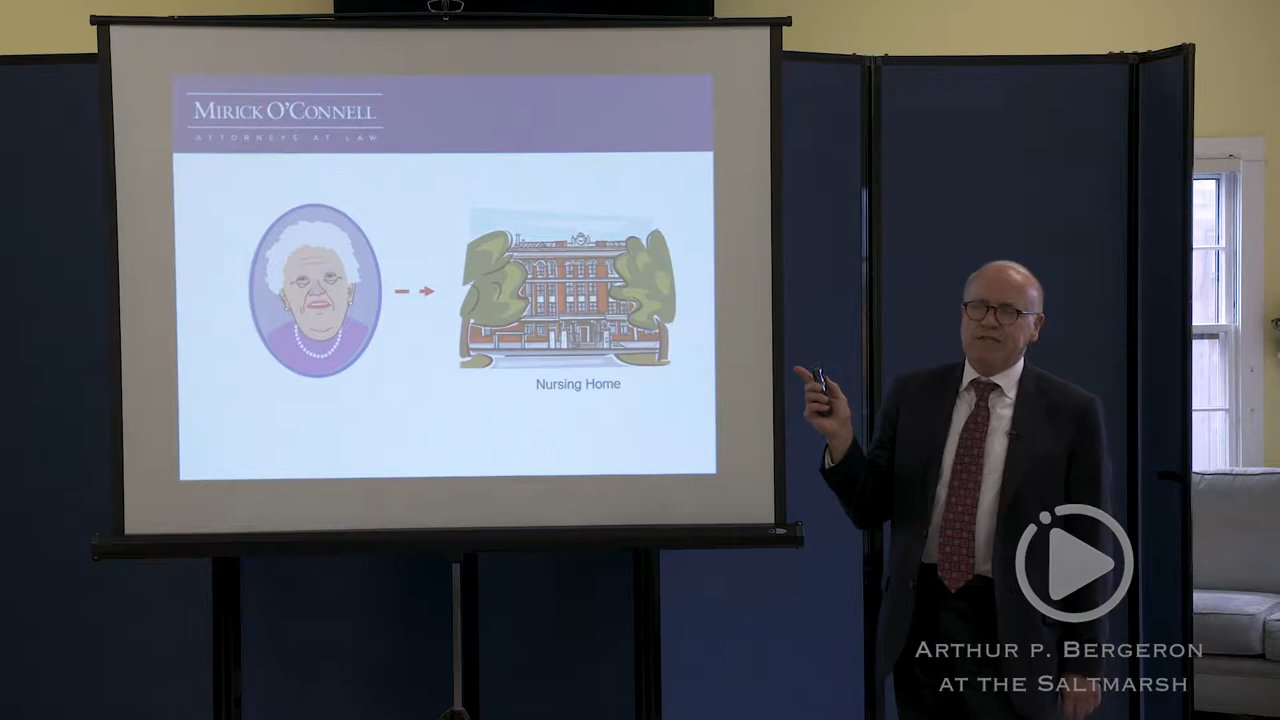 MIRICK O'CONNELL
ATTORNEYS AT LAW
Nursing Home
ARTHUR P. BERGERON
AT THE SALTMARSH